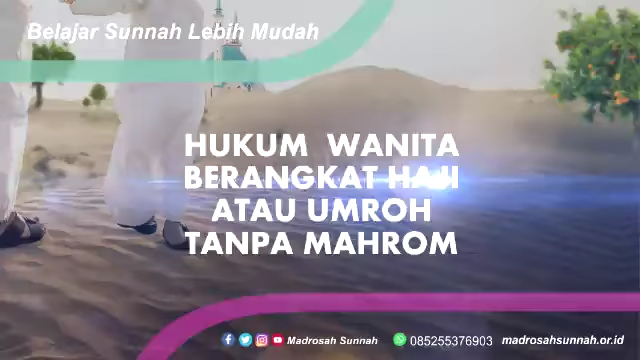 Belajar Sunnah Lebih Mudah
HUKUM WANITA
BERANGKAT HAJI
ATAU UMROH
TANPA MAHROM
Madrosah Sunnah 085255376903 madrosahsunnah.or.id